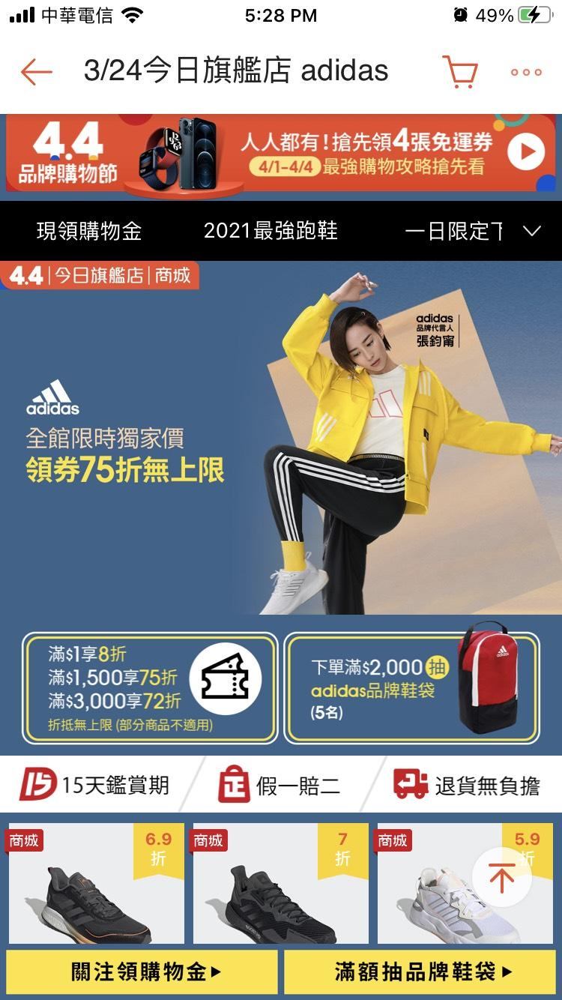 中華電信
5:28 PM
49%
3/24今日旗艦店 adidas
4.4
品牌購物節
人人都有!搶先領4張免運券
4/1-4/4 最強購物攻略搶先看
現領購物金
2021最強跑鞋
一日限定下
4.4|今日旗艦店|商城
adidas
品牌代言人
張鈞甯
adidas
全館限時獨家價
領券75折無上限
滿$1享8折
滿$1,500享75折
滿$3,000享72折
折抵無上限 (部分商品不適用)
下單滿$2,000 抽
adidas品牌鞋袋
(5名)
adidas
15 15天鑑賞期
正 假一賠二
退貨無負擔
商城
6.9
折
商城
7
折
商城
5.9
折
關注領購物金▶
滿額抽品牌鞋袋▶